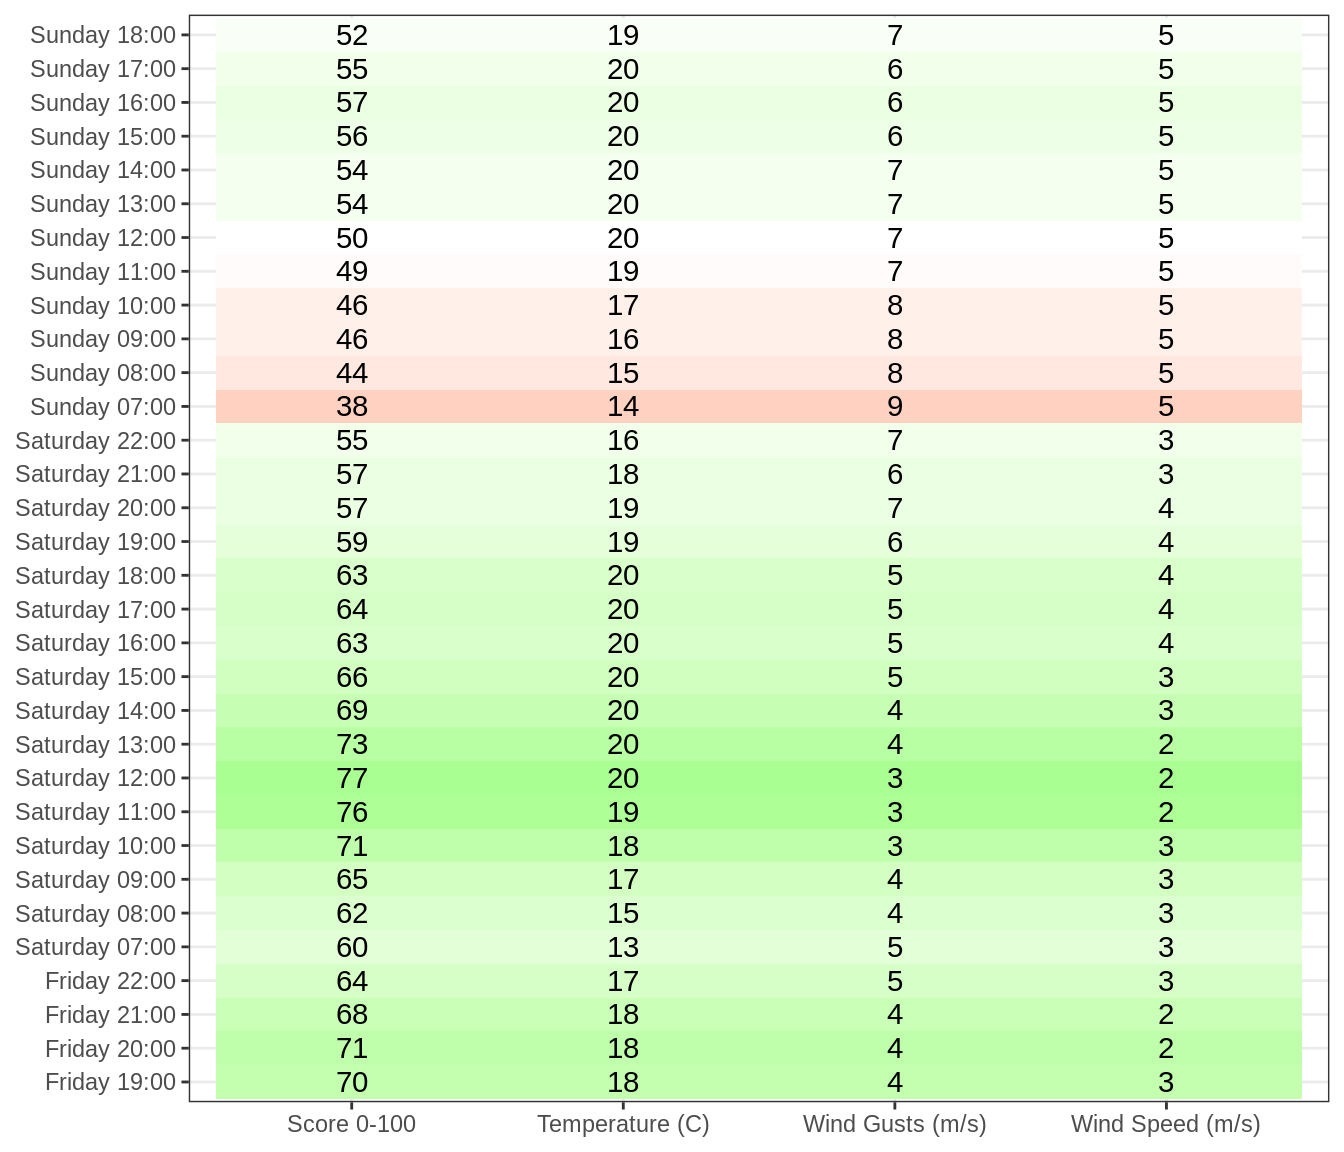 Sunday 18:00 52 19 7 5
Sunday 17:00 55 20 6 5
Sunday 16:00 57 20 6 5
Sunday 15:00 56 20 6 5
Sunday 14:00 54 20 7 5
Sunday 13:00 54 20 7 5
Sunday 12:00 50 20 7 5
Sunday 11:00 49 19 7 5
Sunday 10:00 46 17 8 5
Sunday 09:00 46 16 8 5
Sunday 08:00 44 15 8 5
Sunday 07:00 38 14 9 5
Saturday 22:00 55 16 7 3
Saturday 21:00 57 18 6 3
Saturday 20:00 57 19 7 4
Saturday 19:00 59 19 6 4
Saturday 18:00 63 20 5 4
Saturday 17:00 64 20 5 4
Saturday 16:00 63 20 5 4
Saturday 15:00 66 20 5 3
Saturday 14:00 69 20 4 3
Saturday 13:00 73 20 4 2
Saturday 12:00 77 20 3 2
Saturday 11:00 76 19 3 2
Saturday 10:00 71 18 3 3
Saturday 09:00 65 17 4 3
Saturday 08:00 62 15 4 3
Saturday 07:00 60 13 5 3
Friday 22:00 64 17 5 3
Friday 21:00 68 18 4 2
Friday 20:00 71 18 4 2
Friday 19:00 70 18 4 3
Score 0-100 Temperature (C) Wind Gusts (m/s) Wind Speed (m/s)